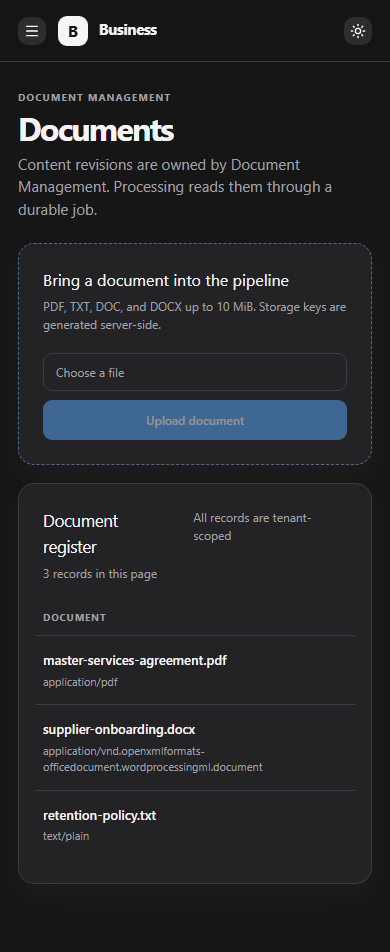 B Business
DOCUMENT MANAGEMENT
Documents
Content revisions are owned by Document
Management. Processing reads them through a
durable job.
Bring a document into the pipeline
PDF, TXT, DOC, and DOCX up to 10 MiB. Storage keys are
generated server-side.
Choose a file
Upload document
Document
register
3 records in this page
All records are tenant-
scoped
DOCUMENT
master-services-agreement.pdf
application/pdf
supplier-onboarding.docx
application/vnd.openxmlformats-
officedocument.wordprocessingml.document
retention-policy.txt
text/plain